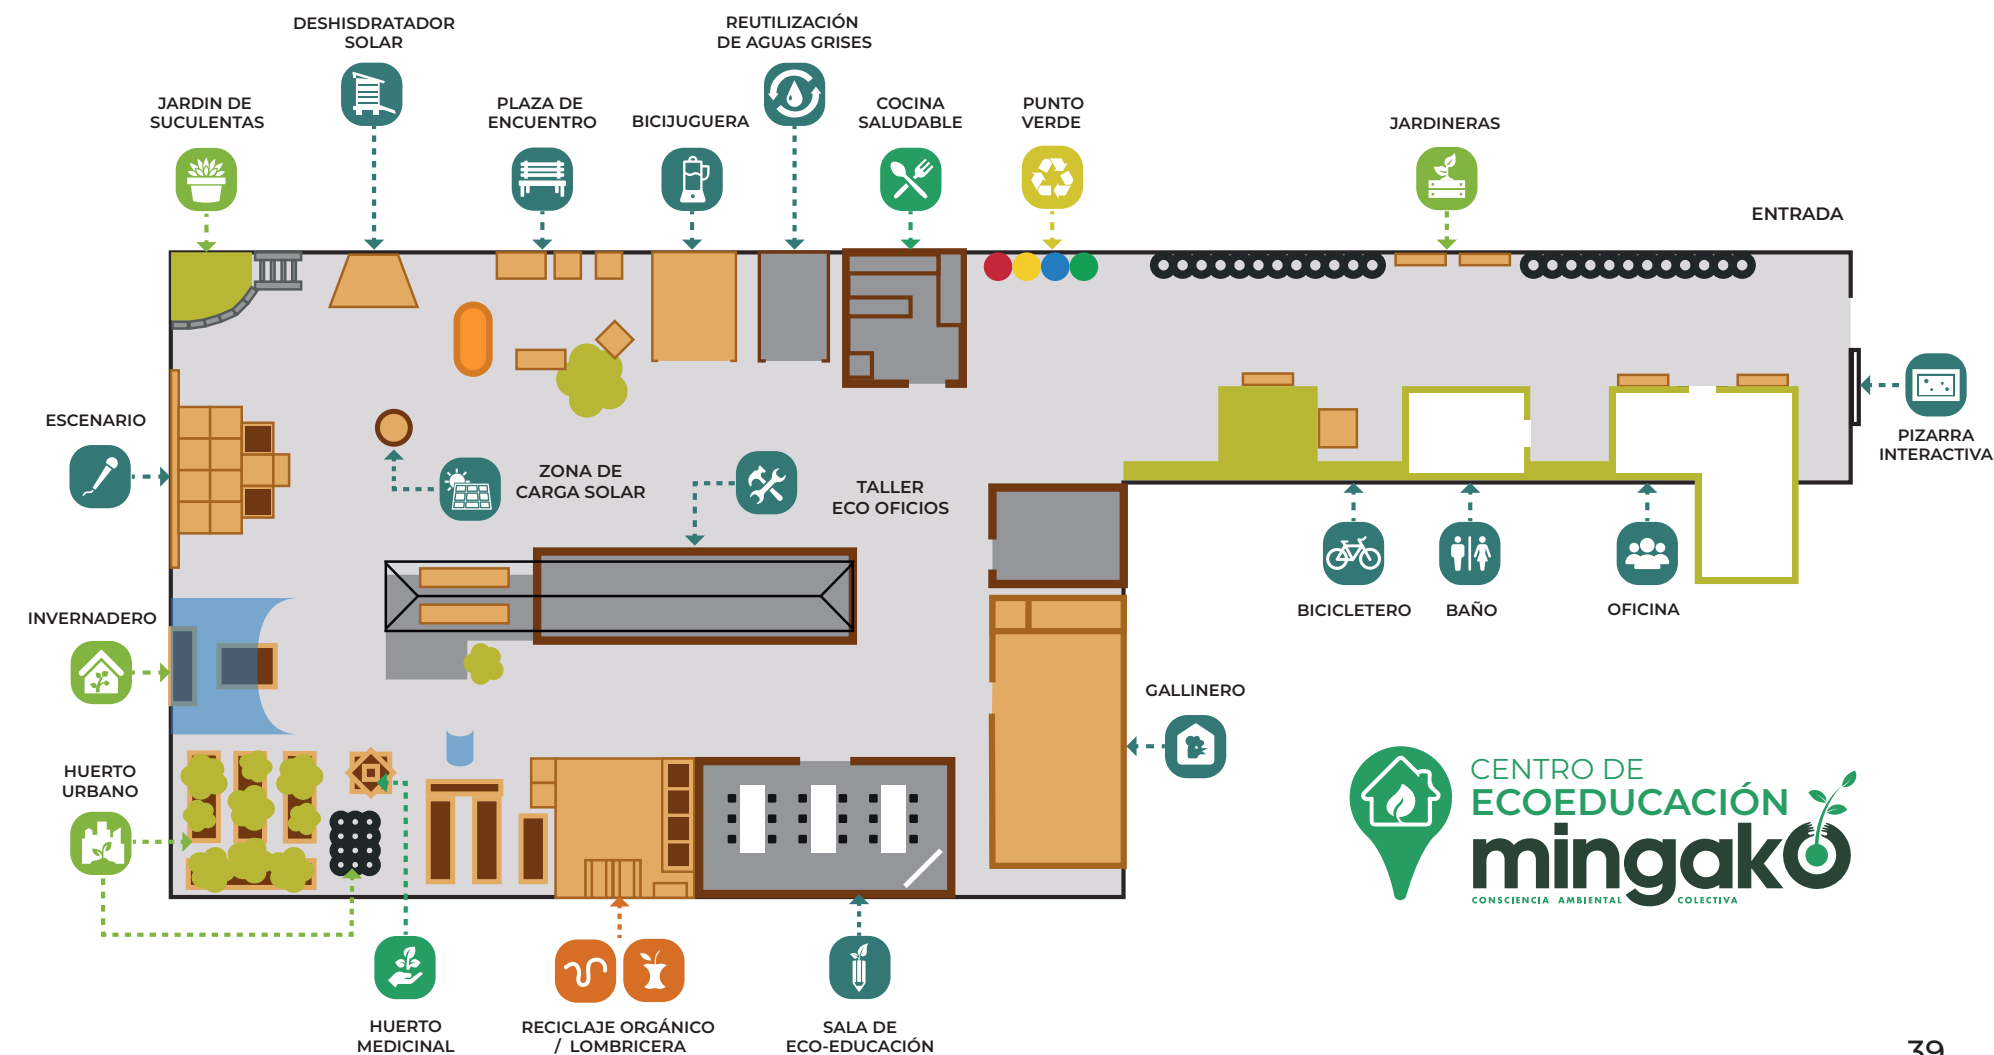 DESHISDRATADOR
SOLAR
REUTILIZACIÓN
DE AGUAS GRISES
JARDIN DE
SUCULENTAS
PLAZA DE
ENCUENTRO
BICIJUGUERA
COCINA
SALUDABLE
PUNTO
VERDE
JARDINERAS
ENTRADA
ESCENARIO
ZONA DE
CARGA SOLAR
TALLER
ECO OFICIOS
PIZARRA
INTERACTIVA
INVERNADERO
BICICLETERO
BAÑO
OFICINA
GALLINERO
HUERTO
URBANO
CENTRO DE
ECOEDUCACIÓN
mingako
CONSCIENCIA AMBIENTAL COLECTIVA
HUERTO
MEDICINAL
RECICLAJE ORGÁNICO
/ LOMBRICERA
SALA DE
ECO-EDUCACIÓN
39